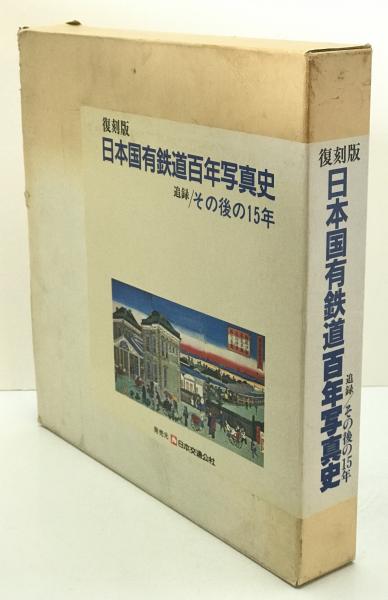 復刻版
日本国有鉄道百年写真史
追録/その後の15年
発売元 日本交通公社
復刻版
日本国有鉄道百年写真史
追録/その後の15年